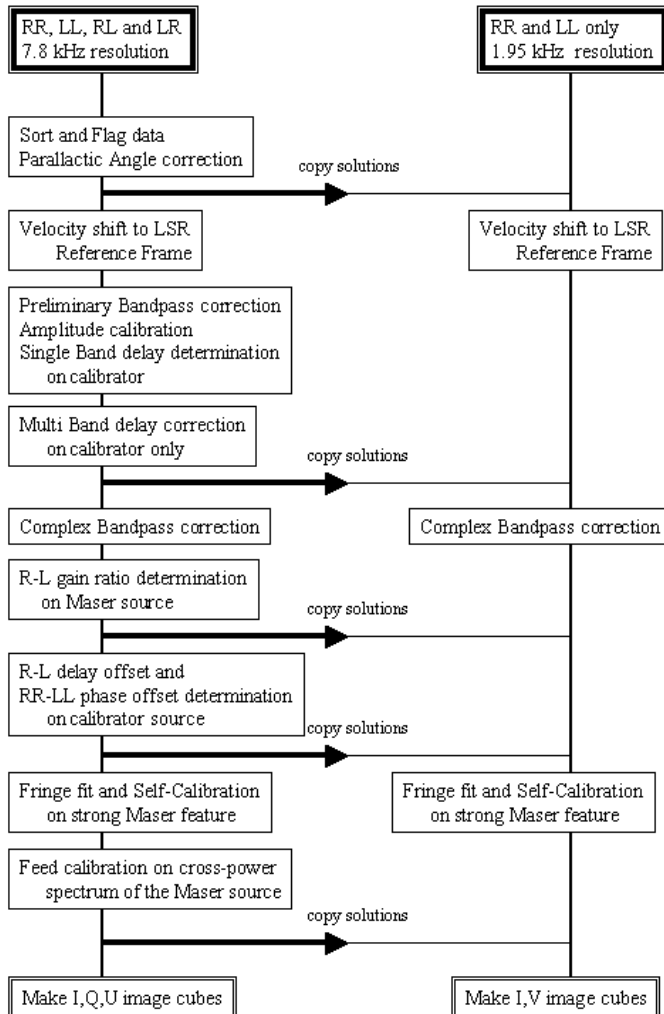 RR, LL, RL and LR
7.8 kHz resolution
RR and LL only
1.95 kHz resolution
Sort and Flag data
Parallactic Angle correction
copy solutions
Velocity shift to LSR
Reference Frame
Velocity shift to LSR
Reference Frame
Preliminary Bandpass correction
Amplitude calibration
Single Band delay determination
on calibrator
Multi Band delay correction
on calibrator only
copy solutions
Complex Bandpass correction
Complex Bandpass correction
R-L gain ratio determination
on Maser source
copy solutions
R-L delay offset and
RR-LL phase offset determination
on calibrator source
copy solutions
Fringe fit and Self-Calibration
on strong Maser feature
Fringe fit and Self-Calibration
on strong Maser feature
Feed calibration on cross-power
spectrum of the Maser source
copy solutions
Make I,Q,U image cubes
Make I,V image cubes